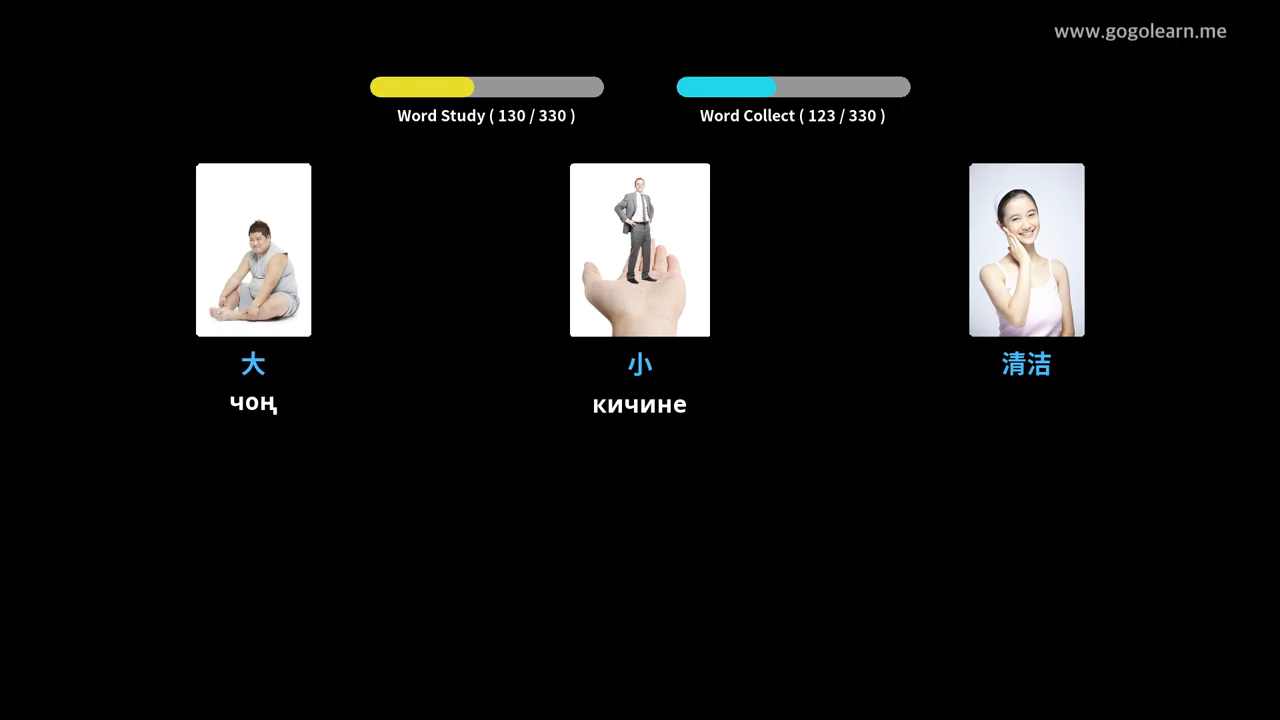 www.gogolearn.me
Word Study ( 130 / 330 )
Word Collect ( 123 / 330 )
大
小
清洁
чоң
кичине